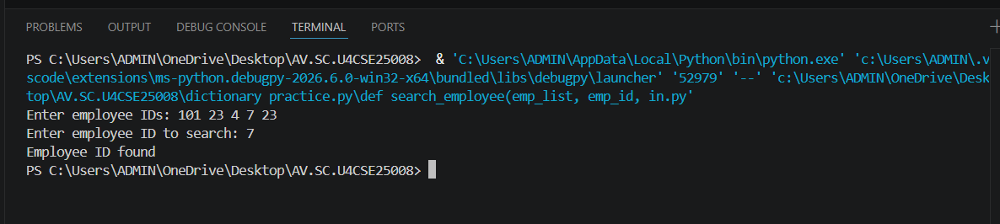 PROBLEMS OUTPUT DEBUG CONSOLE TERMINAL PORTS
PS C:\Users\ADMIN\OneDrive\Desktop\AV.SC.U4CSE25008>  & 'C:\Users\ADMIN\AppData\Local\Python\bin\python.exe' 'c:\Users\ADMIN\.v
scode\extensions\ms-python.debugpy-2026.6.0-win32-x64\bundled\libs\debugpy\launcher' '52979' '--' 'c:\Users\ADMIN\OneDrive\Desk
top\AV.SC.U4CSE25008\dictionary practice.py\def search_employee(emp_list, emp_id, in.py'
Enter employee IDs: 101 23 4 7 23
Enter employee ID to search: 7
Employee ID found
PS C:\Users\ADMIN\OneDrive\Desktop\AV.SC.U4CSE25008>